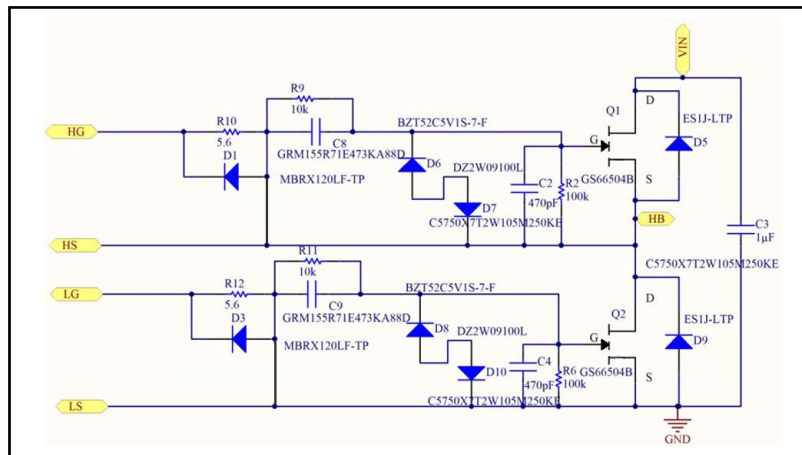 VIN
R9
10k
Q1
D
HG
R10
5.6
C8
BZT52C5V1S-7-F
ES1J-LTP
G
D1
GRM155R71E473KA88D
D6
DZ2W09100L
C2
R2
GS66504B
D5
MBRX120LF-TP
470pF
100k
S
D7
HB
C3
1µF
HS
C5750X7T2W105M250KE
R11
10k
C5750X7T2W105M250KE
LG
R12
5.6
C9
BZT52C5V1S-7-F
D
Q2
ES1J-LTP
GRM155R71E473KA88D
D3
D8
DZ2W09100L
G
MBRX120LF-TP
C4
R6
GS66504B
D9
D10
470pF
100k
S
LS
C5750X7T2W105M250KE
GND